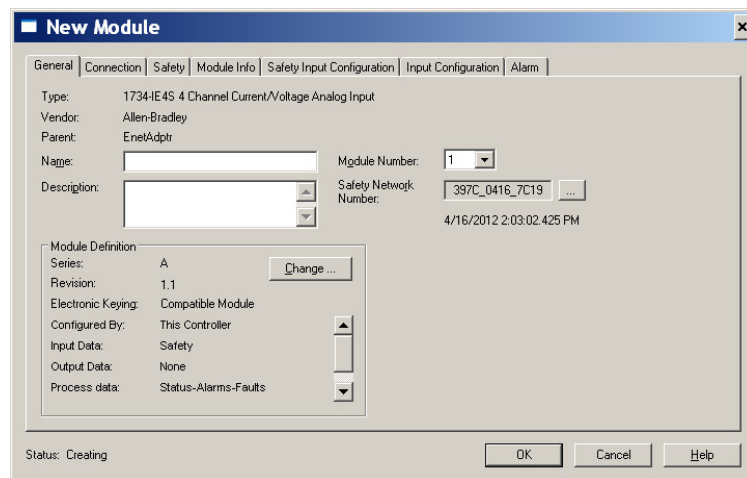 New Module
General Connection Safety Module Info Safety Input Configuration Input Configuration Alarm
Type: 1734-IE4S 4 Channel Current/Voltage Analog Input
Vendor: Allen-Bradley
Parent: EnetAdptr
Name: Module Number: 1
Description: Safety Network Number: 397C_0416_7C19 ...
4/16/2012 2:03:02.425 PM
Module Definition
Series: A Change ...
Revision: 1.1
Electronic Keying: Compatible Module
Configured By: This Controller
Input Data: Safety
Output Data: None
Process data: Status-Alarms-Faults
Status: Creating OK Cancel Help